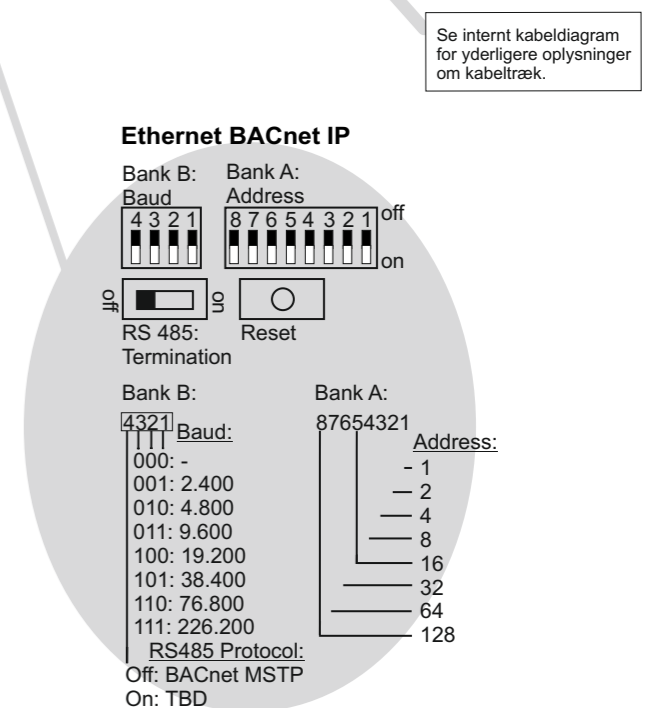 Se internt kabeldiagram
for yderligere oplysninger
om kabeltræk.
Ethernet BACnet IP
Bank B:
Baud
Bank A:
Address
4 3 2 1
8 7 6 5 4 3 2 1
off
on
off
on
RS 485:
Termination
Reset
Bank B:
4321
Baud:
000: -
001: 2.400
010: 4.800
011: 9.600
100: 19.200
101: 38.400
110: 76.800
111: 226.200
RS485 Protocol:
Off: BACnet MSTP
On: TBD
Bank A:
87654321
Address:
1
2
4
8
16
32
64
128